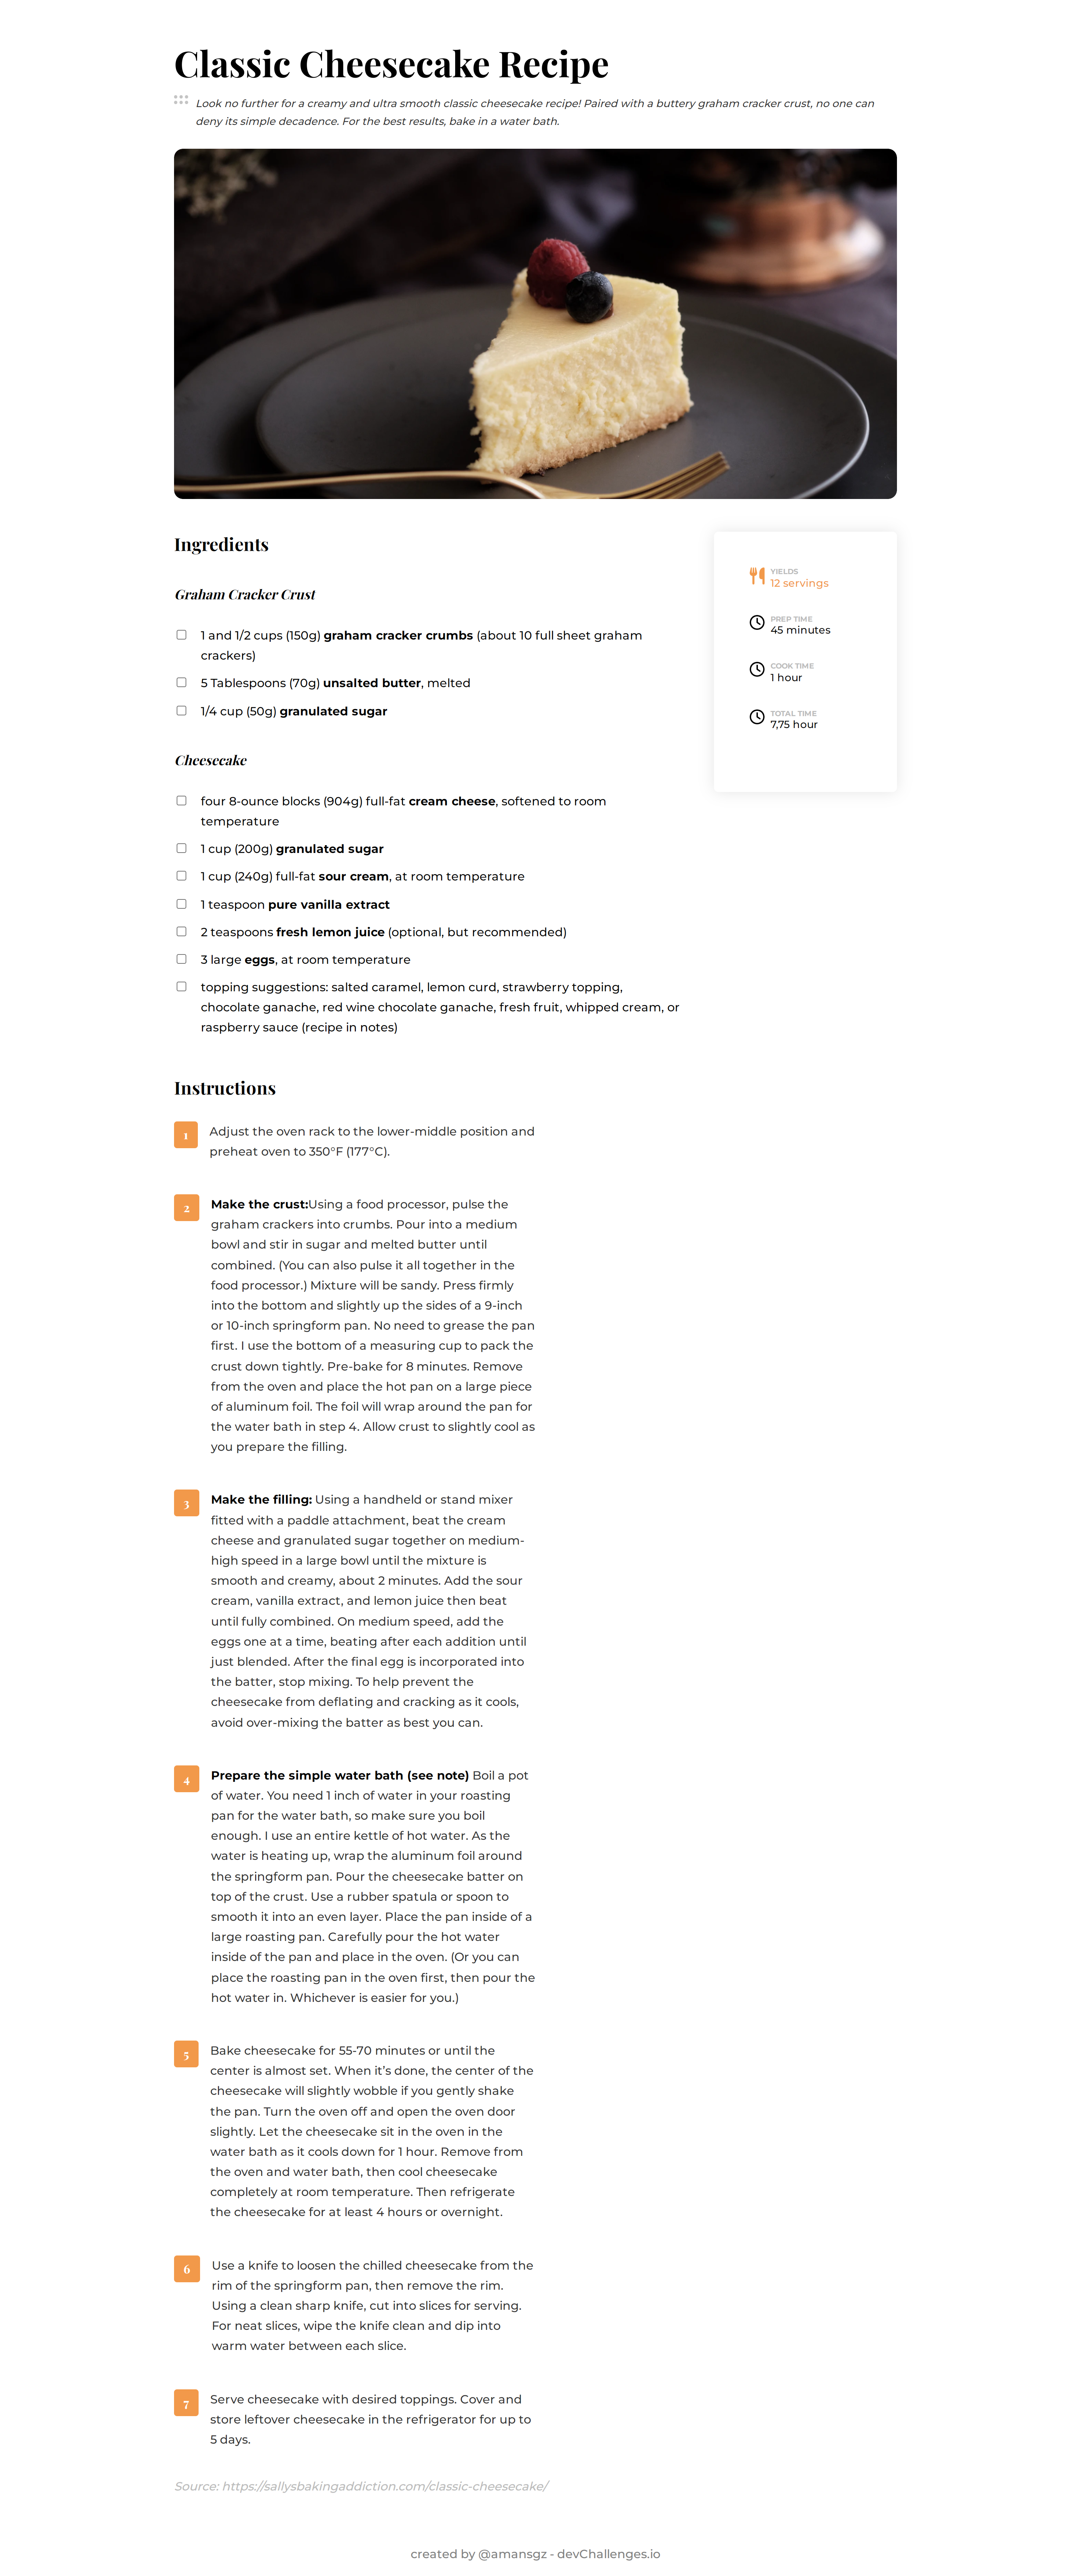 Classic Cheesecake Recipe
Look no further for a creamy and ultra smooth classic cheesecake recipe! Paired with a buttery graham cracker crust, no one can
deny its simple decadence. For the best results, bake in a water bath.
Ingredients
Graham Cracker Crust
1 and 1/2 cups (150g) graham cracker crumbs (about 10 full sheet graham
crackers)
5 Tablespoons (70g) unsalted butter, melted
1/4 cup (50g) granulated sugar
Cheesecake
four 8-ounce blocks (904g) full-fat cream cheese, softened to room
temperature
1 cup (200g) granulated sugar
1 cup (240g) full-fat sour cream, at room temperature
1 teaspoon pure vanilla extract
2 teaspoons fresh lemon juice (optional, but recommended)
3 large eggs, at room temperature
topping suggestions: salted caramel, lemon curd, strawberry topping,
chocolate ganache, red wine chocolate ganache, fresh fruit, whipped cream, or
raspberry sauce (recipe in notes)
YIELDS
12 servings
PREP TIME
45 minutes
COOK TIME
1 hour
TOTAL TIME
7,75 hour
Instructions
1 Adjust the oven rack to the lower-middle position and
preheat oven to 350°F (177°C).
2 Make the crust:Using a food processor, pulse the
graham crackers into crumbs. Pour into a medium
bowl and stir in sugar and melted butter until
combined. (You can also pulse it all together in the
food processor.) Mixture will be sandy. Press firmly
into the bottom and slightly up the sides of a 9-inch
or 10-inch springform pan. No need to grease the pan
first. I use the bottom of a measuring cup to pack the
crust down tightly. Pre-bake for 8 minutes. Remove
from the oven and place the hot pan on a large piece
of aluminum foil. The foil will wrap around the pan for
the water bath in step 4. Allow crust to slightly cool as
you prepare the filling.
3 Make the filling: Using a handheld or stand mixer
fitted with a paddle attachment, beat the cream
cheese and granulated sugar together on medium-
high speed in a large bowl until the mixture is
smooth and creamy, about 2 minutes. Add the sour
cream, vanilla extract, and lemon juice then beat
until fully combined. On medium speed, add the
eggs one at a time, beating after each addition until
just blended. After the final egg is incorporated into
the batter, stop mixing. To help prevent the
cheesecake from deflating and cracking as it cools,
avoid over-mixing the batter as best you can.
4 Prepare the simple water bath (see note) Boil a pot
of water. You need 1 inch of water in your roasting
pan for the water bath, so make sure you boil
enough. I use an entire kettle of hot water. As the
water is heating up, wrap the aluminum foil around
the springform pan. Pour the cheesecake batter on
top of the crust. Use a rubber spatula or spoon to
smooth it into an even layer. Place the pan inside of a
large roasting pan. Carefully pour the hot water
inside of the pan and place in the oven. (Or you can
place the roasting pan in the oven first, then pour the
hot water in. Whichever is easier for you.)
5 Bake cheesecake for 55-70 minutes or until the
center is almost set. When it’s done, the center of the
cheesecake will slightly wobble if you gently shake
the pan. Turn the oven off and open the oven door
slightly. Let the cheesecake sit in the oven in the
water bath as it cools down for 1 hour. Remove from
the oven and water bath, then cool cheesecake
completely at room temperature. Then refrigerate
the cheesecake for at least 4 hours or overnight.
6 Use a knife to loosen the chilled cheesecake from the
rim of the springform pan, then remove the rim.
Using a clean sharp knife, cut into slices for serving.
For neat slices, wipe the knife clean and dip into
warm water between each slice.
7 Serve cheesecake with desired toppings. Cover and
store leftover cheesecake in the refrigerator for up to
5 days.
Source: https://sallysbakingaddiction.com/classic-cheesecake/
created by @amansgz - devChallenges.io